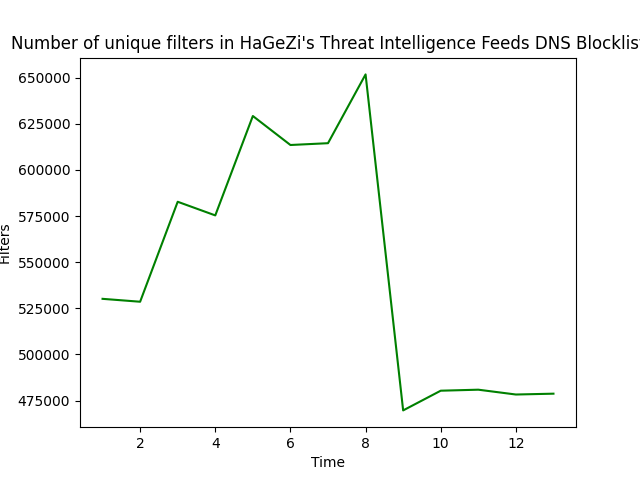 Number of unique filters in HaGeZi's Threat Intelligence Feeds DNS Blocklist
650000
625000
600000
575000
550000
525000
500000
475000
Filters
2 4 6 8 10 12
Time